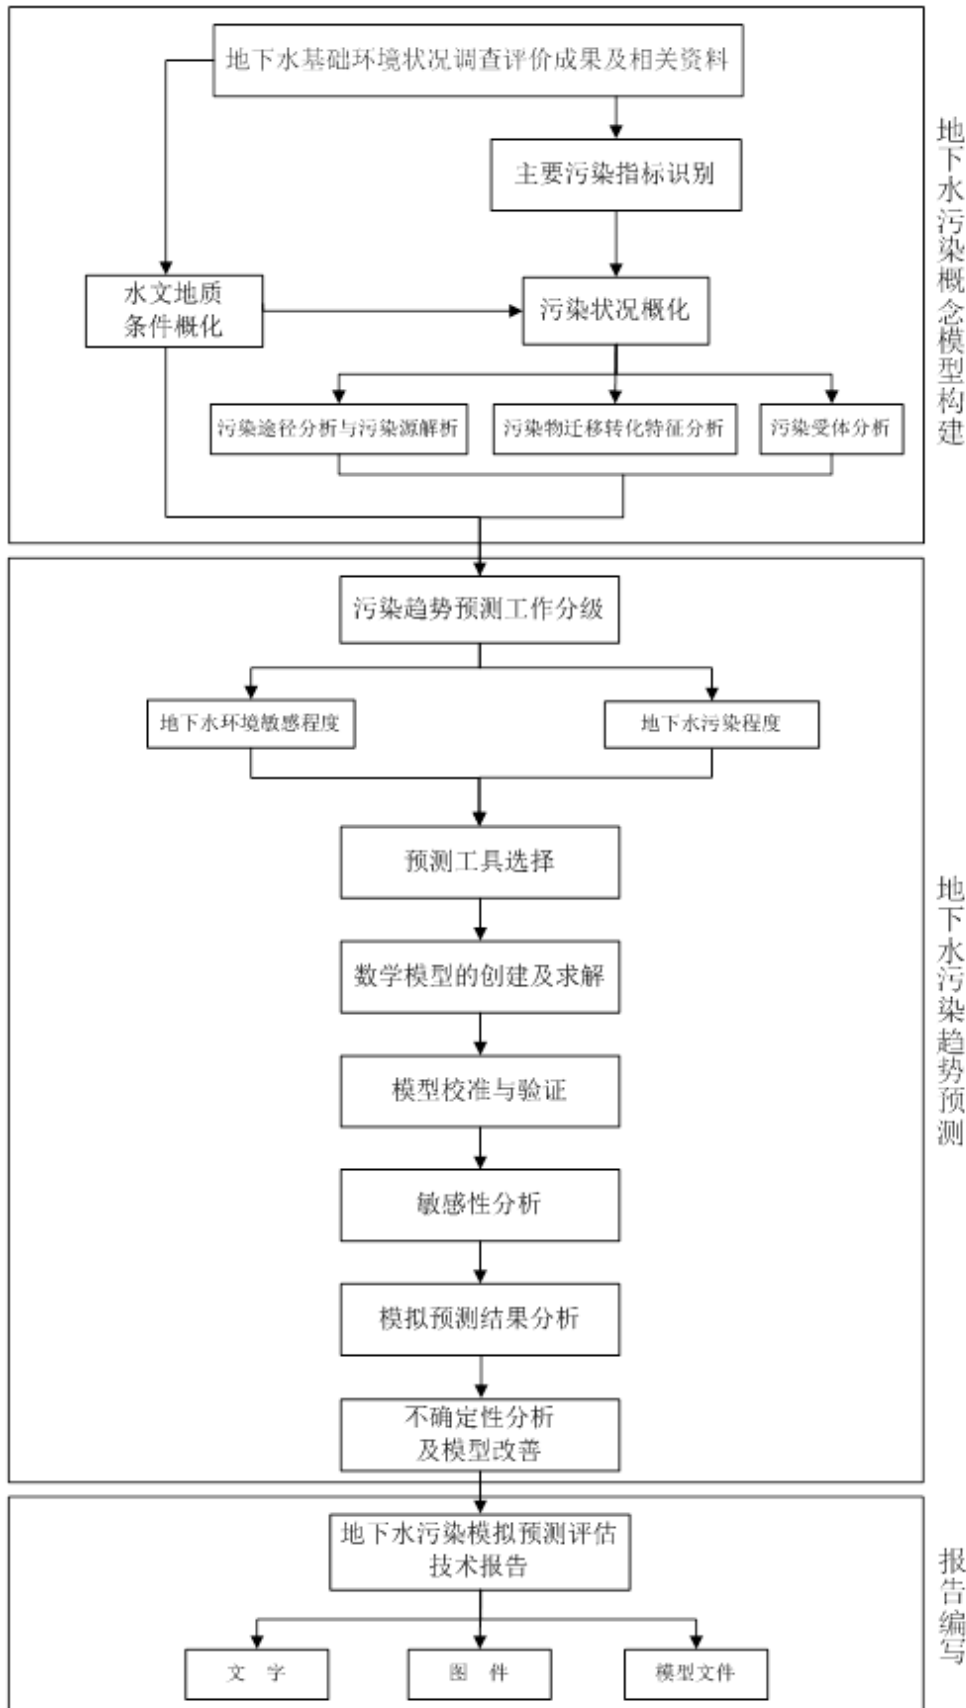 地下水基础环境状况调查评价成果及相关资料
主要污染指标识别
水文地质
条件概化
污染状况概化
污染途径分析与污染源解析
污染物迁移转化特征分析
污染受体分析
地下水污染概念模型构建
污染趋势预测工作分级
地下水环境敏感程度
地下水污染程度
预测工具选择
数学模型的创建及求解
模型校准与验证
敏感性分析
模拟预测结果分析
不确定性分析
及模型改善
地下水污染趋势预测
地下水污染模拟预测评估
技术报告
文 字
图 件
模型文件
报告编写